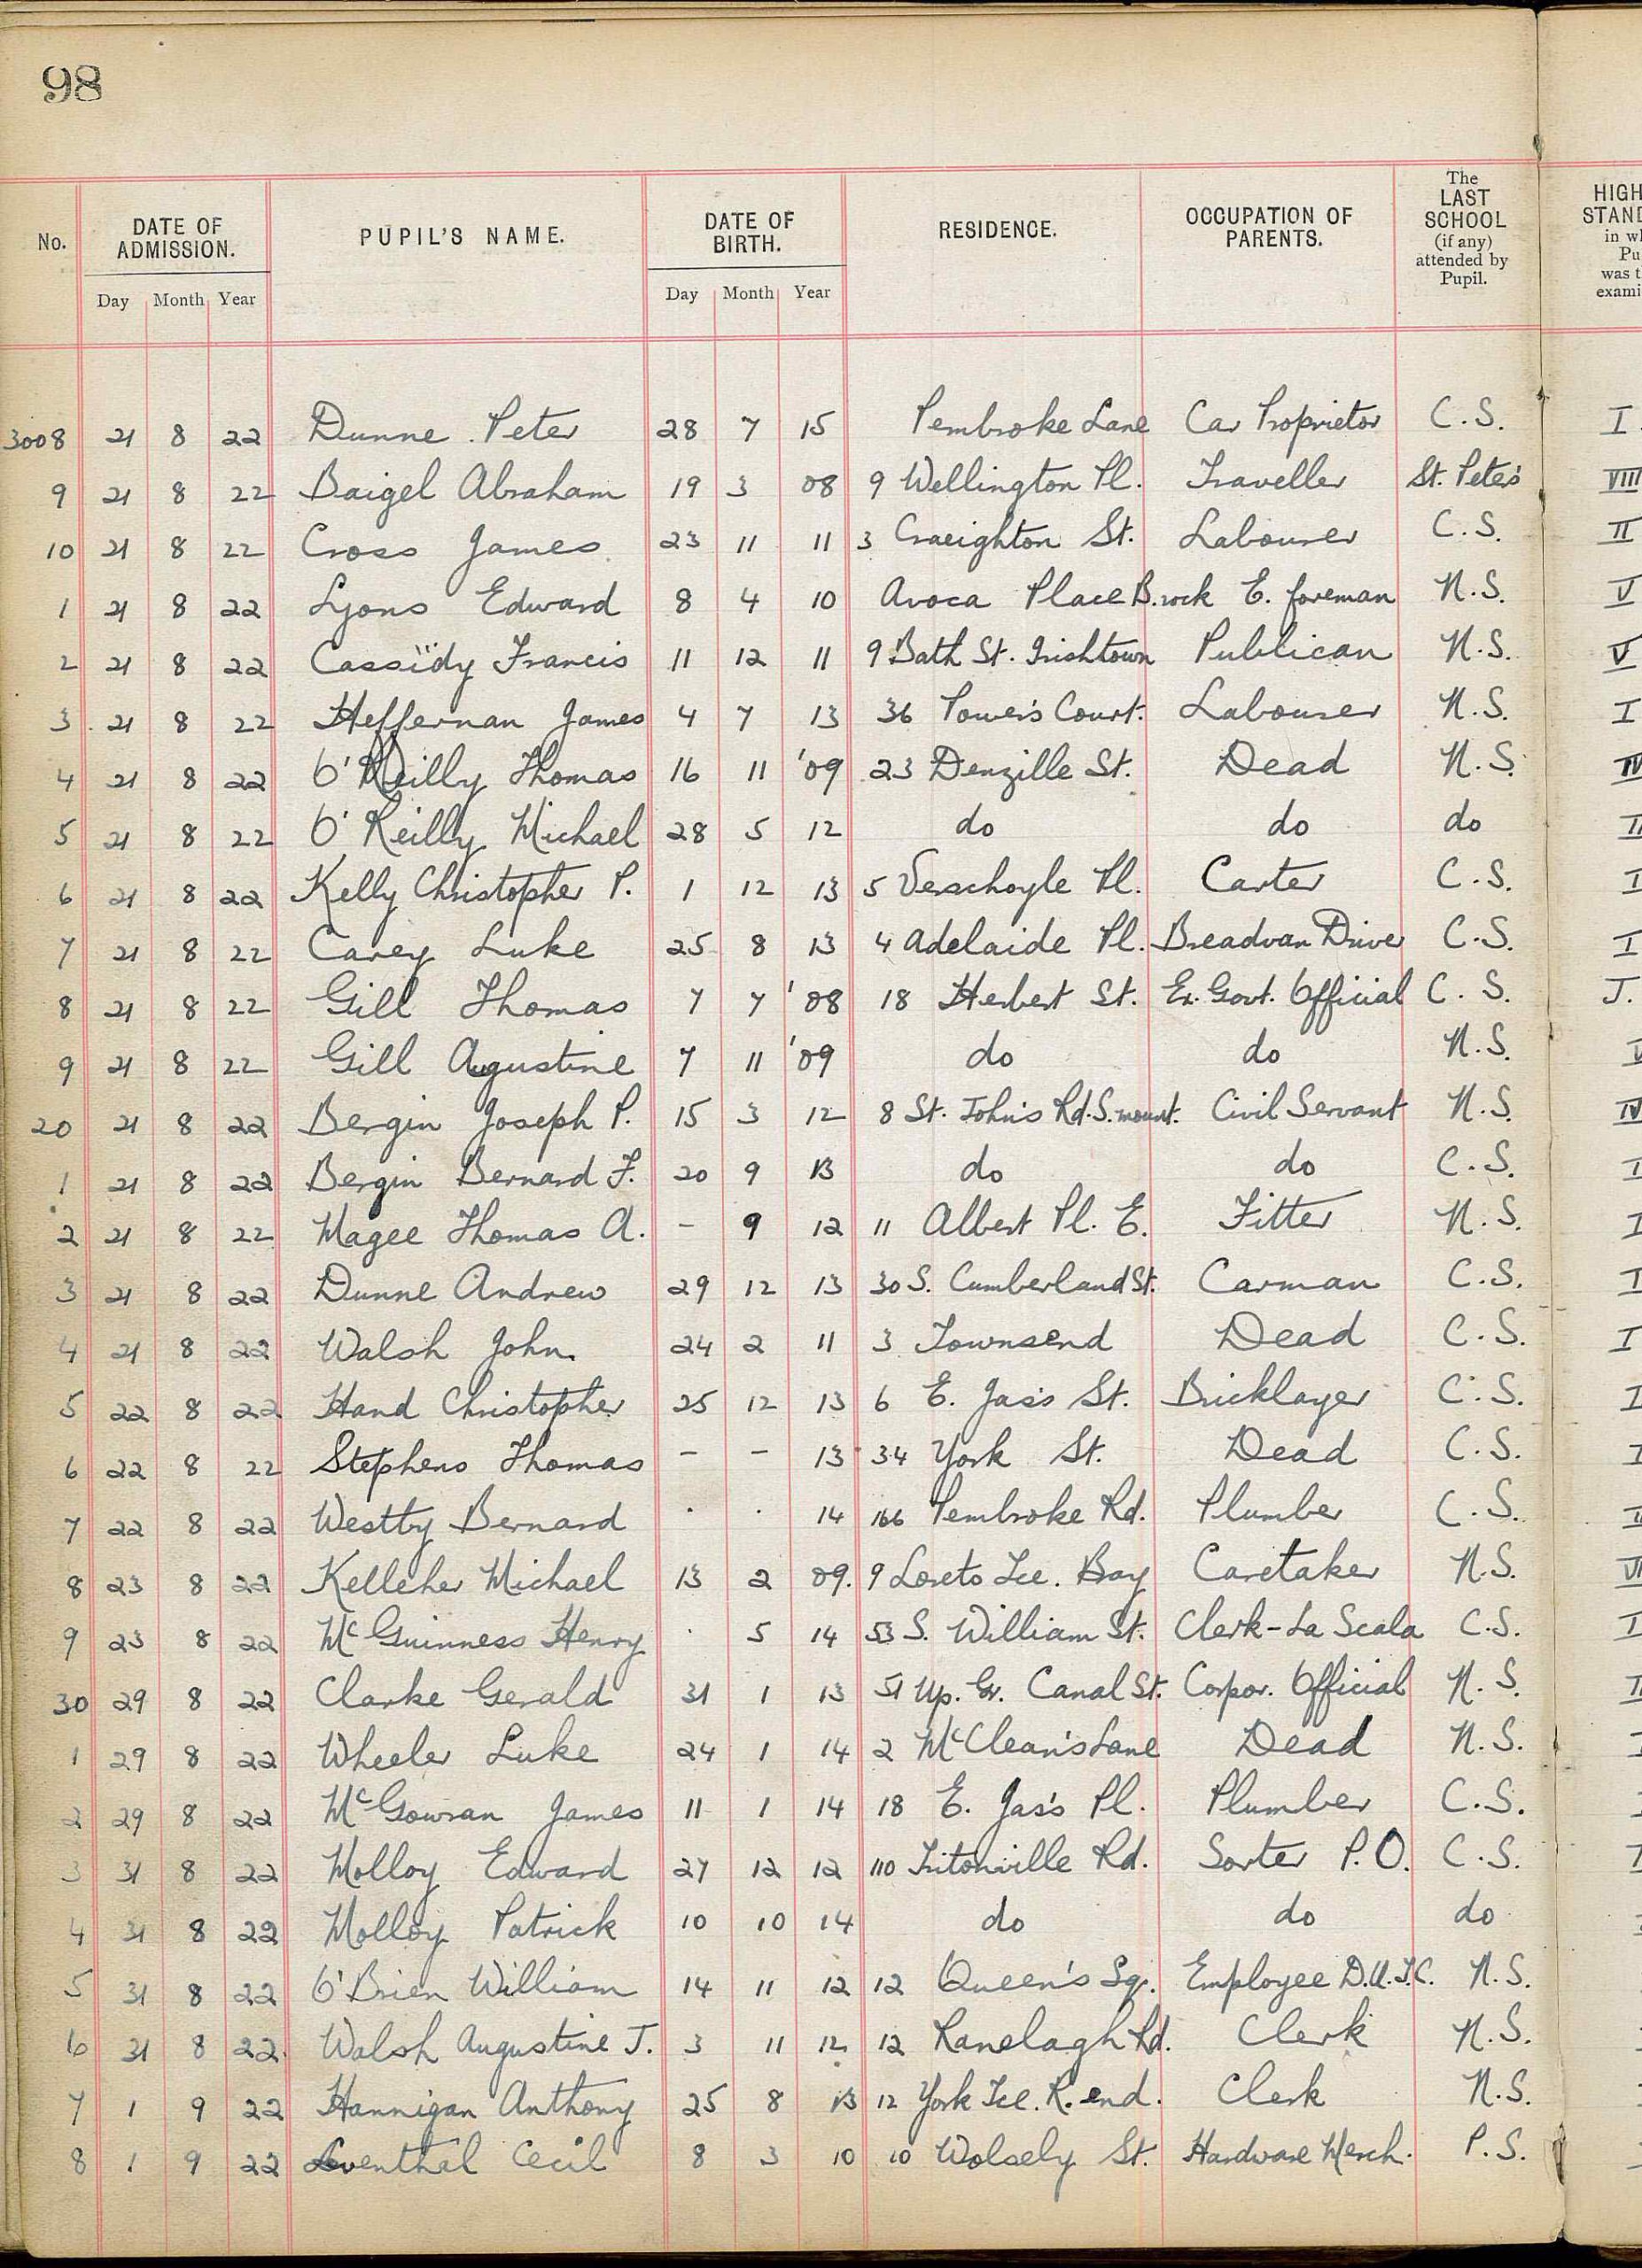 98
No. DATE OF ADMISSION. PUPIL'S NAME. DATE OF BIRTH. RESIDENCE. OCCUPATION OF PARENTS. The LAST SCHOOL (if any) attended by Pupil. HIGH STAND in wh Pu was t exami
Day Month Year Day Month Year
3008 21 8 22 Dunne Peter 28 7 15 Pembroke Lane Car Proprietor C.S. I
9 21 8 22 Baigel Abraham 19 3 08 9 Wellington Pl. Traveller St. Peter's VIII
10 21 8 22 Cross James 23 11 11 3 Craeighton St. Labourer C.S. II
1 21 8 22 Lyons Edward 8 4 10 Avoca Place B.rock E. foreman N.S. V
2 21 8 22 Cassidy Francis 11 12 11 9 Bath St. Irishtown Publican N.S. V
3 21 8 22 Heffernan James 4 7 13 36 Power's Court. Labourer N.S. I
4 21 8 22 O'Reilly Thomas 16 11 '09 23 Denzille St. Dead N.S. IV
5 21 8 22 O'Reilly Michael 28 5 12 do do do
6 21 8 22 Kelly Christopher P. 1 12 13 5 Verschoyle Pl. Carter C.S. I
7 21 8 22 Carey Luke 25 8 13 4 Adelaide Pl. Breadvan Driver C.S. I
8 21 8 22 Gill Thomas 7 7 '08 18 Herbert St. Ex. Govt. Official C.S. J.
9 21 8 22 Gill Augustine 7 11 '09 do do N.S.
20 21 8 22 Bergin Joseph P. 15 3 12 8 St. John's Rd. S.mount. Civil Servant N.S. IV
1 21 8 22 Bergin Bernard F. 20 9 13 do do C.S. I
2 21 8 22 Magee Thomas A. - 9 12 11 Albert Pl. E. Fitter N.S. I
3 21 8 22 Dunne Andrew 29 12 13 30 S. Cumberland St. Carman C.S. I
4 21 8 22 Walsh John 24 2 11 3 Townsend Dead C.S. I
5 22 8 22 Hand Christopher 25 12 13 6 E. Jas's St. Bricklayer C.S. I
6 22 8 22 Stephens Thomas - - 13 34 York St. Dead C.S. I
7 22 8 22 Westby Bernard . . 14 166 Pembroke Rd. Plumber C.S.
8 23 8 22 Kelleher Michael 13 2 09. 9 Loreto Tce. Bray Caretaker N.S.
9 23 8 22 McGuinness Henry . 5 14 53 S. William St. Clerk-La Scala C.S. I
30 29 8 22 Clarke Gerald 31 1 13 51 Up. Gr. Canal St. Corpor. Official N.S.
1 29 8 22 Wheeler Luke 24 1 14 2 McClean's Lane Dead N.S.
2 29 8 22 McGowran James 11 1 14 18 E. Jas's Pl. Plumber C.S.
3 31 8 22 Molloy Edward 27 12 12 110 Tritonville Rd. Sorter P.O. C.S.
4 31 8 22 Molloy Patrick 10 10 14 do do do
5 31 8 22 O'Brien William 14 11 12 12 Queen's Sq. Employee D.U.T.C. N.S.
6 31 8 22 Walsh Augustine J. 3 11 12 12 Ranelagh Rd. Clerk N.S.
7 1 9 22 Hannigan Anthony 25 8 13 12 York Tce. R.end. Clerk N.S.
8 1 9 22 Leventhal Cecil 8 3 10 10 Wolsely St. Hardware Merch. P.S.